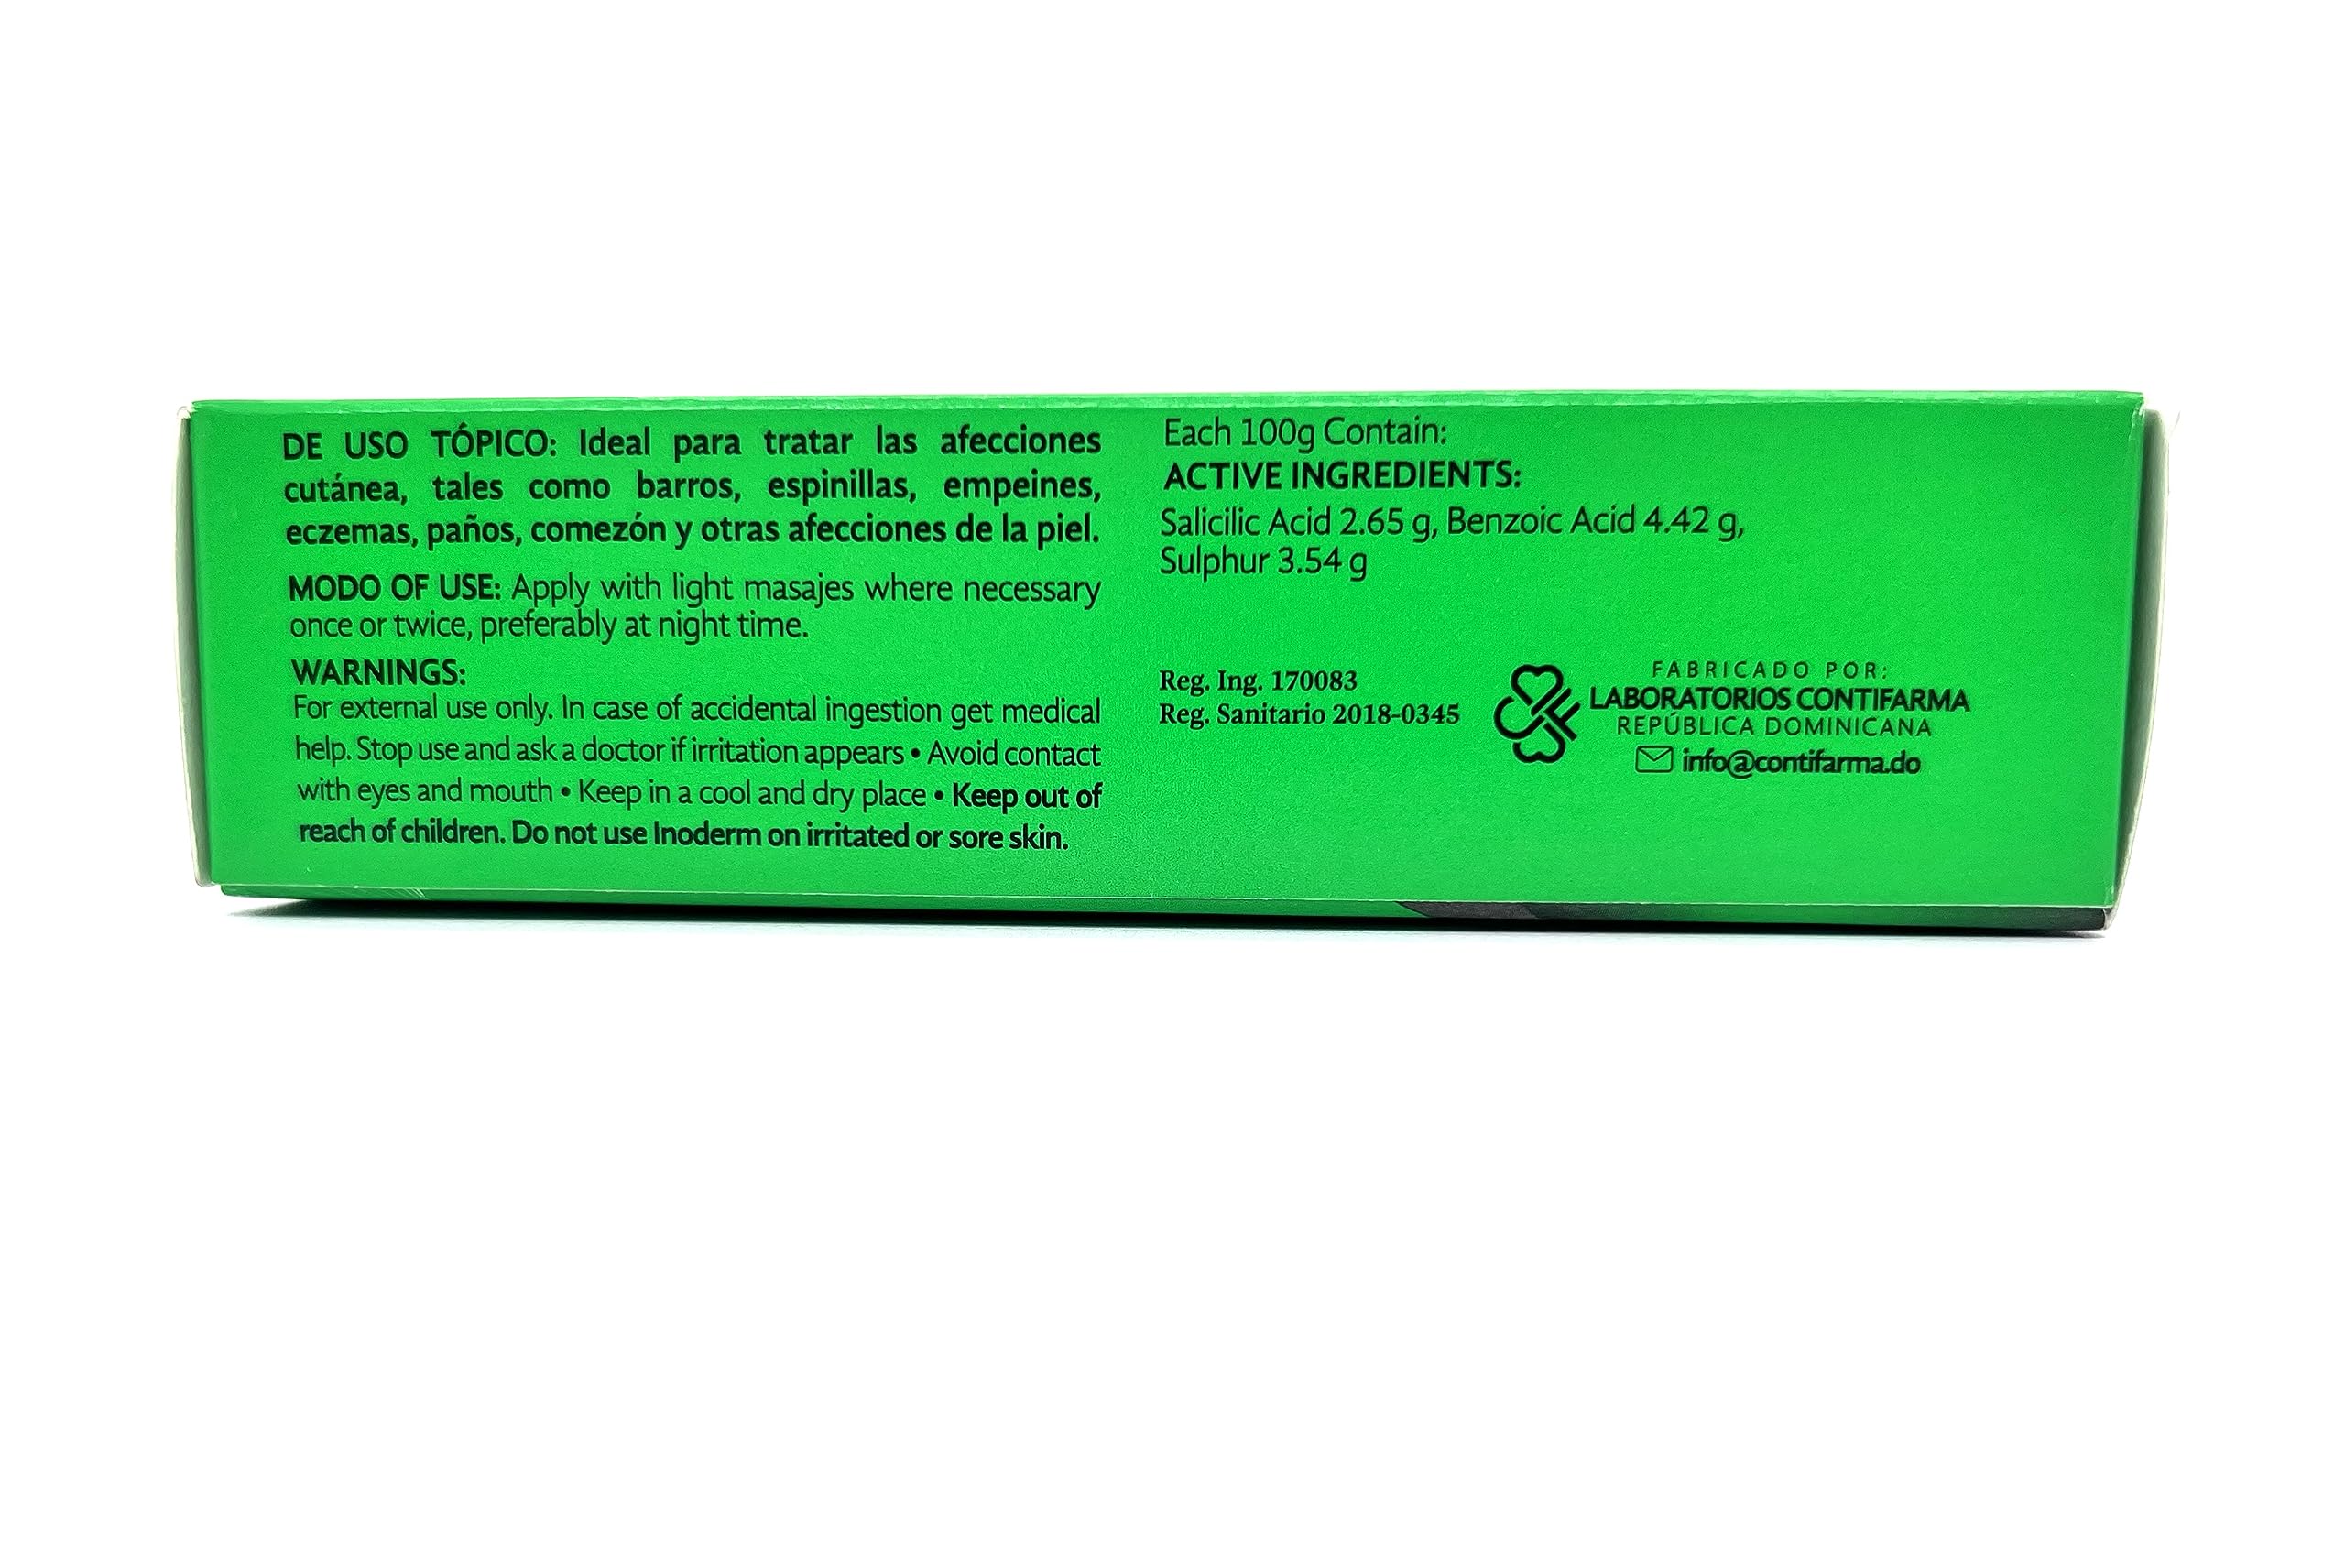 DE USO TÓPICO: Ideal para tratar las afecciones
cutánea, tales como barros, espinillas, empeines,
eczemas, paños, comezón y otras afecciones de la piel.
MODO OF USE: Apply with light masajes where necessary
once or twice, preferably at night time.
WARNINGS:
For external use only. In case of accidental ingestion get medical
help. Stop use and ask a doctor if irritation appears • Avoid contact
with eyes and mouth • Keep in a cool and dry place • Keep out of
reach of children. Do not use Inoderm on irritated or sore skin.
Each 100g Contain:
ACTIVE INGREDIENTS:
Salicilic Acid 2.65 g, Benzoic Acid 4.42 g,
Sulphur 3.54 g
Reg. Ing. 170083
Reg. Sanitario 2018-0345
FABRICADO POR:
LABORATORIOS CONTIFARMA
REPÚBLICA DOMINICANA
info@contifarma.do